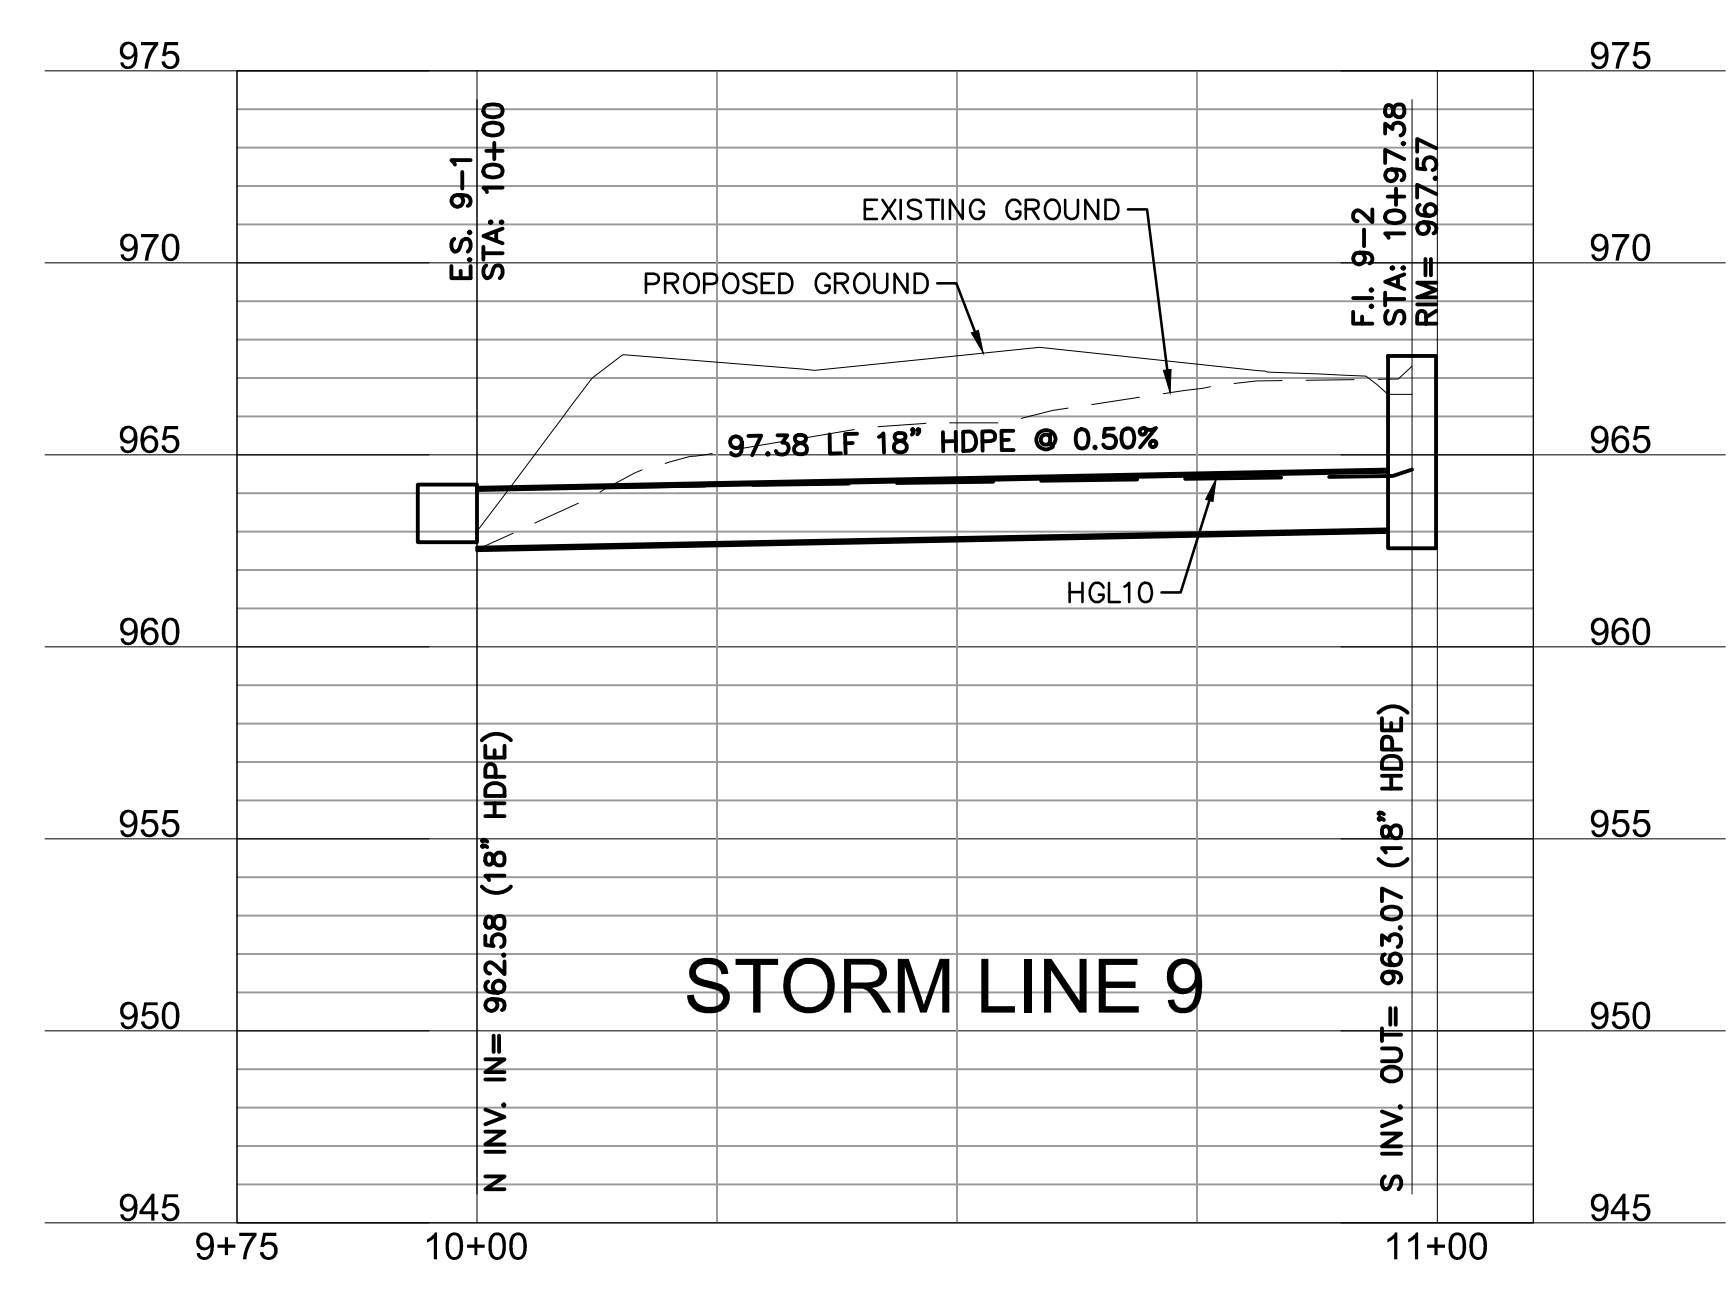 975
975
E.S. 9-1
STA: 10+00
F.I. 9-2
STA: 10+97.38
RIM= 967.57
EXISTING GROUND
970
970
PROPOSED GROUND
965
965
97.38 LF 18" HDPE @ 0.50%
HGL10
960
960
N INV. IN= 962.58 (18" HDPE)
S INV. OUT= 963.07 (18" HDPE)
955
955
STORM LINE 9
950
950
945
945
9+75
10+00
11+00